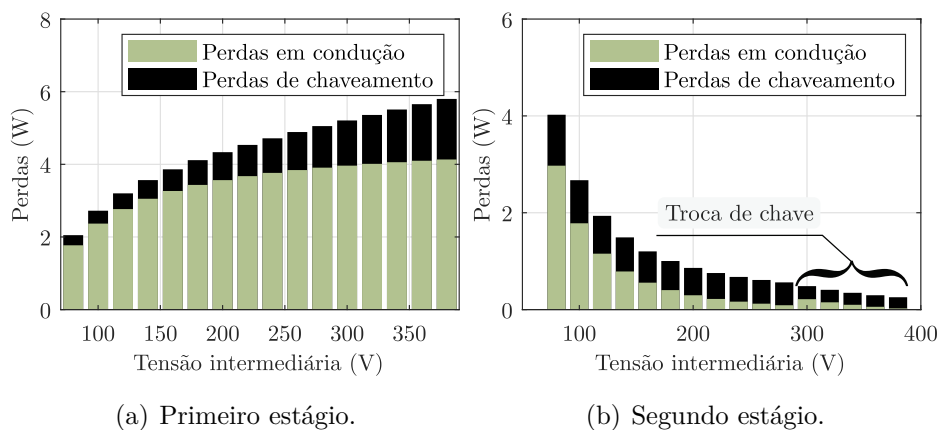 8
6
4
2
0
Perdas (W)
Perdas em condução
Perdas de chaveamento
100 150 200 250 300 350
Tensão intermediária (V)
(a) Primeiro estágio.
6
4
2
0
Perdas (W)
Perdas em condução
Perdas de chaveamento
Troca de chave
100 200 300 400
Tensão intermediária (V)
(b) Segundo estágio.